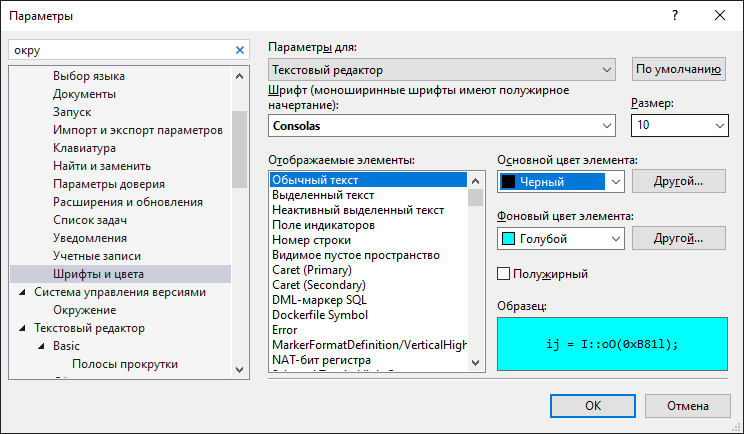 Параметры
окру
Выбор языка
Документы
Запуск
Импорт и экспорт параметров
Клавиатура
Найти и заменить
Параметры доверия
Расширения и обновления
Список задач
Уведомления
Учетные записи
Шрифты и цвета
Система управления версиями
Окружение
Текстовый редактор
Basic
Полосы прокрутки
Параметры для:
Текстовый редактор
По умолчанию
Шрифт (моноширинные шрифты имеют полужирное
начертание):
Размер:
Consolas
10
Отображаемые элементы:
Обычный текст
Выделенный текст
Неактивный выделенный текст
Поле индикаторов
Номер строки
Видимое пустое пространство
Caret (Primary)
Caret (Secondary)
DML-маркер SQL
Dockerfile Symbol
Error
MarkerFormatDefinition/VerticalHigh
NAT-бит регистра
Основной цвет элемента:
Черный
Другой...
Фоновый цвет элемента:
Голубой
Другой...
Полужирный
Образец:
ij = I::oO(0xB81l);
OK
Отмена